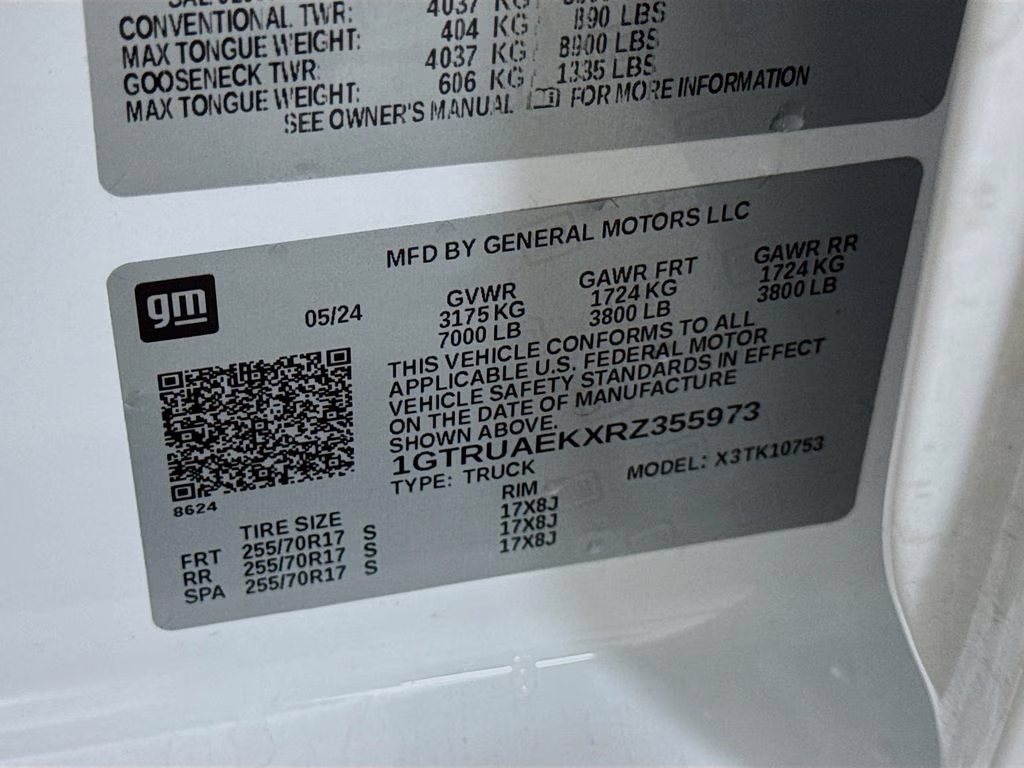 CONVENTIONAL TWR: 4037 KG
MAX TONGUE WEIGHT: 404 KG/ 890 LBS
GOOSENECK TWR: 4037 KG/ 8900 LBS
MAX TONGUE WEIGHT: 606 KG/ 1335 LBS
SEE OWNER'S MANUAL FOR MORE INFORMATION
MFD BY GENERAL MOTORS LLC
gm
05/24
GVWR GAWR FRT GAWR RR
3175 KG 1724 KG 1724 KG
7000 LB 3800 LB 3800 LB
THIS VEHICLE CONFORMS TO ALL
APPLICABLE U.S. FEDERAL MOTOR
VEHICLE SAFETY STANDARDS IN EFFECT
ON THE DATE OF MANUFACTURE
SHOWN ABOVE.
1GTRUAEKXRZ355973
TYPE: TRUCK MODEL: X3TK10753
8624
TIRE SIZE RIM
FRT 255/70R17 S 17X8J
RR 255/70R17 S 17X8J
SPA 255/70R17 S 17X8J